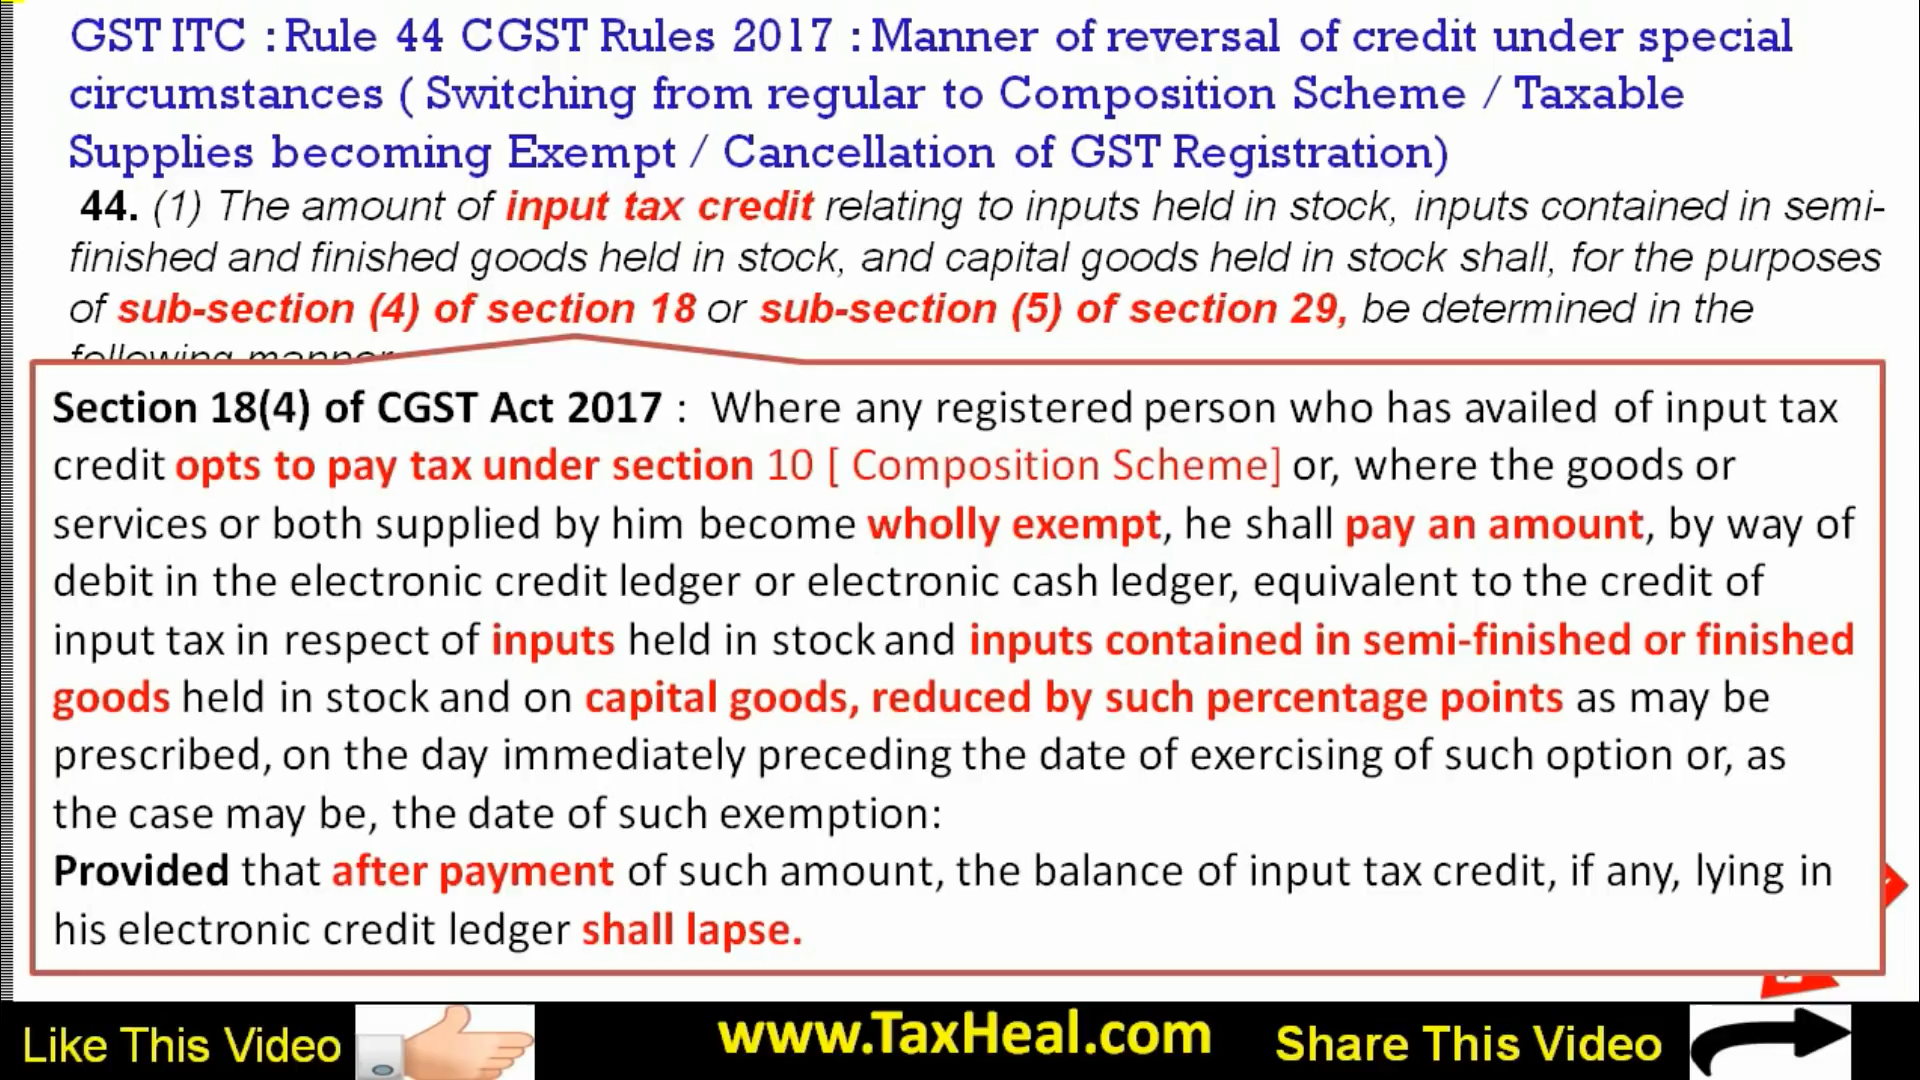 GST ITC : Rule 44 CGST Rules 2017 : Manner of reversal of credit under special
circumstances ( Switching from regular to Composition Scheme / Taxable
Supplies becoming Exempt / Cancellation of GST Registration)
44. (1) The amount of input tax credit relating to inputs held in stock, inputs contained in semi-
finished and finished goods held in stock, and capital goods held in stock shall, for the purposes
of sub-section (4) of section 18 or sub-section (5) of section 29, be determined in the
following manner
Section 18(4) of CGST Act 2017 : Where any registered person who has availed of input tax
credit opts to pay tax under section 10 [ Composition Scheme] or, where the goods or
services or both supplied by him become wholly exempt, he shall pay an amount, by way of
debit in the electronic credit ledger or electronic cash ledger, equivalent to the credit of
input tax in respect of inputs held in stock and inputs contained in semi-finished or finished
goods held in stock and on capital goods, reduced by such percentage points as may be
prescribed, on the day immediately preceding the date of exercising of such option or, as
the case may be, the date of such exemption:
Provided that after payment of such amount, the balance of input tax credit, if any, lying in
his electronic credit ledger shall lapse.
Like This Video
www.TaxHeal.com
Share This Video